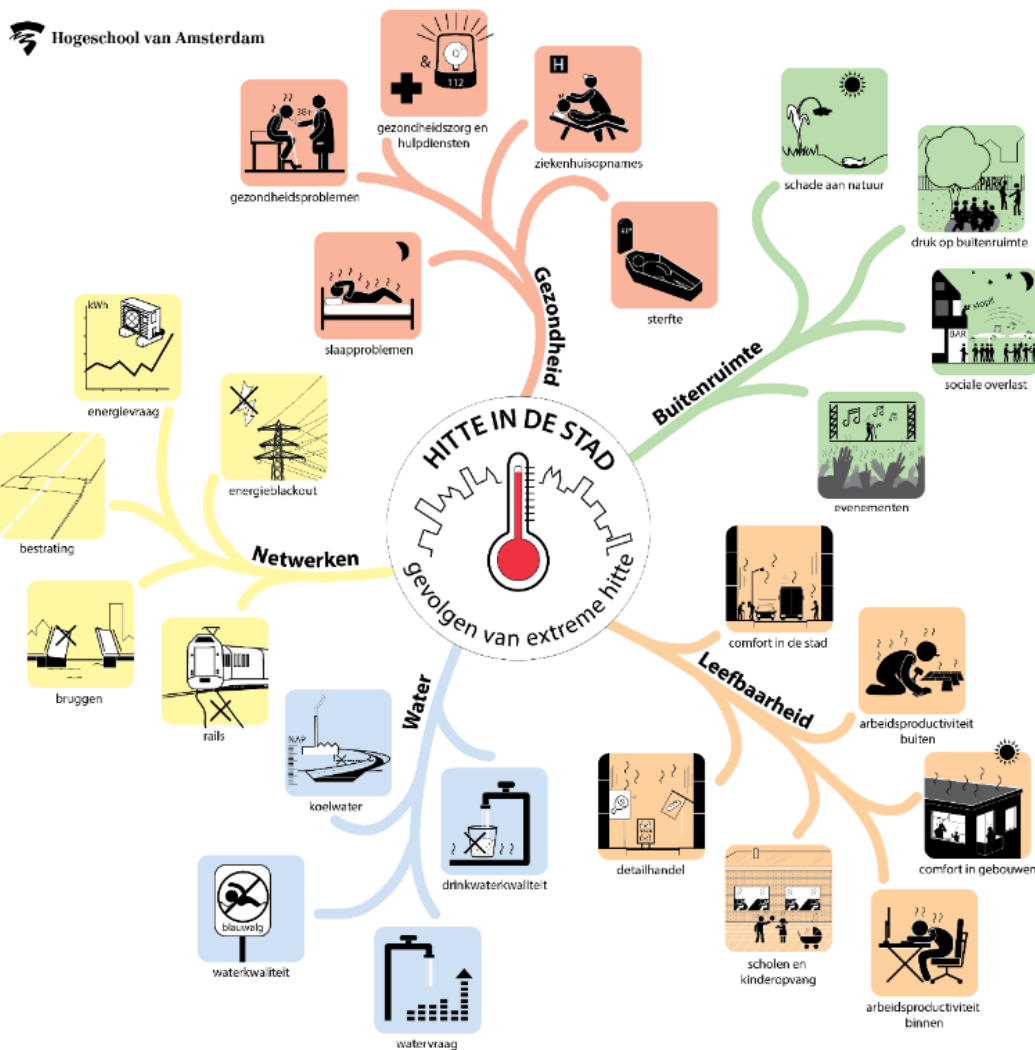 Hogeschool van Amsterdam
HITTE IN DE STAD
gevolgen van extreme hitte
Gezondheid
38+
gezondheidsproblemen
&
112
gezondheidszorg en
hulpdiensten
H
ziekenhuisopnames
RIP
sterfte
slaapproblemen
Buitenruimte
schade aan natuur
PARK
druk op buitenruimte
stop!!
BAR
sociale overlast
evenementen
Leefbaarheid
comfort in de stad
arbeidsproductiviteit
buiten
comfort in gebouwen
arbeidsproductiviteit
binnen
scholen en
kinderopvang
detailhandel
Water
NAP
koelwater
drinkwaterkwaliteit
blauwalg
waterkwaliteit
watervraag
Netwerken
kWh
energievraag
energieblackout
bestrating
bruggen
rails